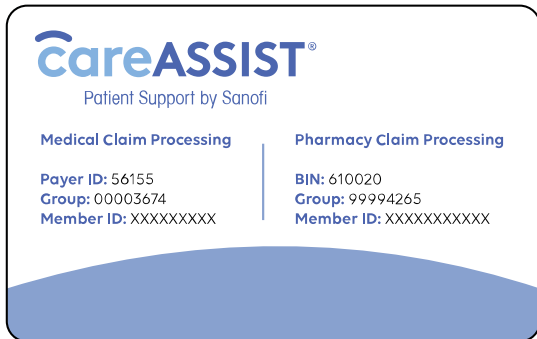 careASSIST®
Patient Support by Sanofi
Medical Claim Processing
Payer ID: 56155
Group: 00003674
Member ID: XXXXXXXXX
Pharmacy Claim Processing
BIN: 610020
Group: 99994265
Member ID: XXXXXXXXXXX